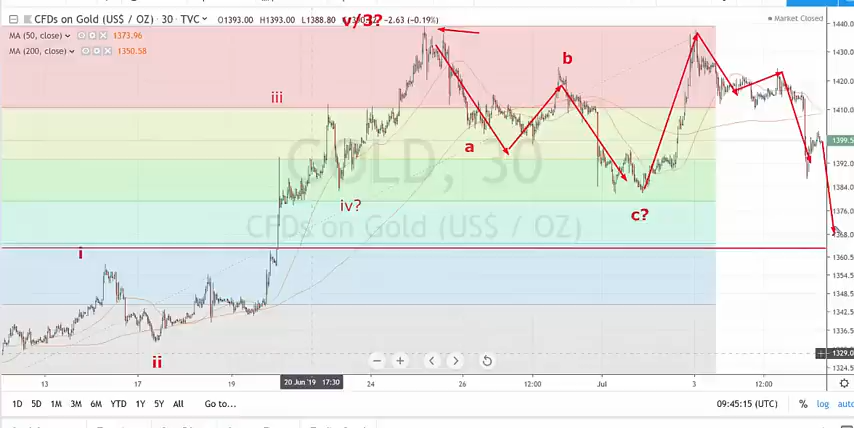 CFDs on Gold (US$ / OZ) · 30 · TVC O1393.00 H1393.00 L1388.80 −2.63 (−0.19%)
Market Closed
MA (50, close) 1373.96
MA (200, close) 1350.58
v/3?
iii
b
a
iv?
c?
i
ii
GOLD, 30
CFDs on Gold (US$ / OZ)
1440.0
1430.0
1420.0
1410.0
1399.5
1392.0
1384.0
1376.0
1368.0
1360.5
1352.5
1344.5
1336.5
1329.0
1324.5
13
17
19
20 Jun '19 17:30
24
26
12:00
Jul
3
12:00
1D 5D 1M 3M 6M YTD 1Y 5Y All Go to...
09:45:15 (UTC) % log auto